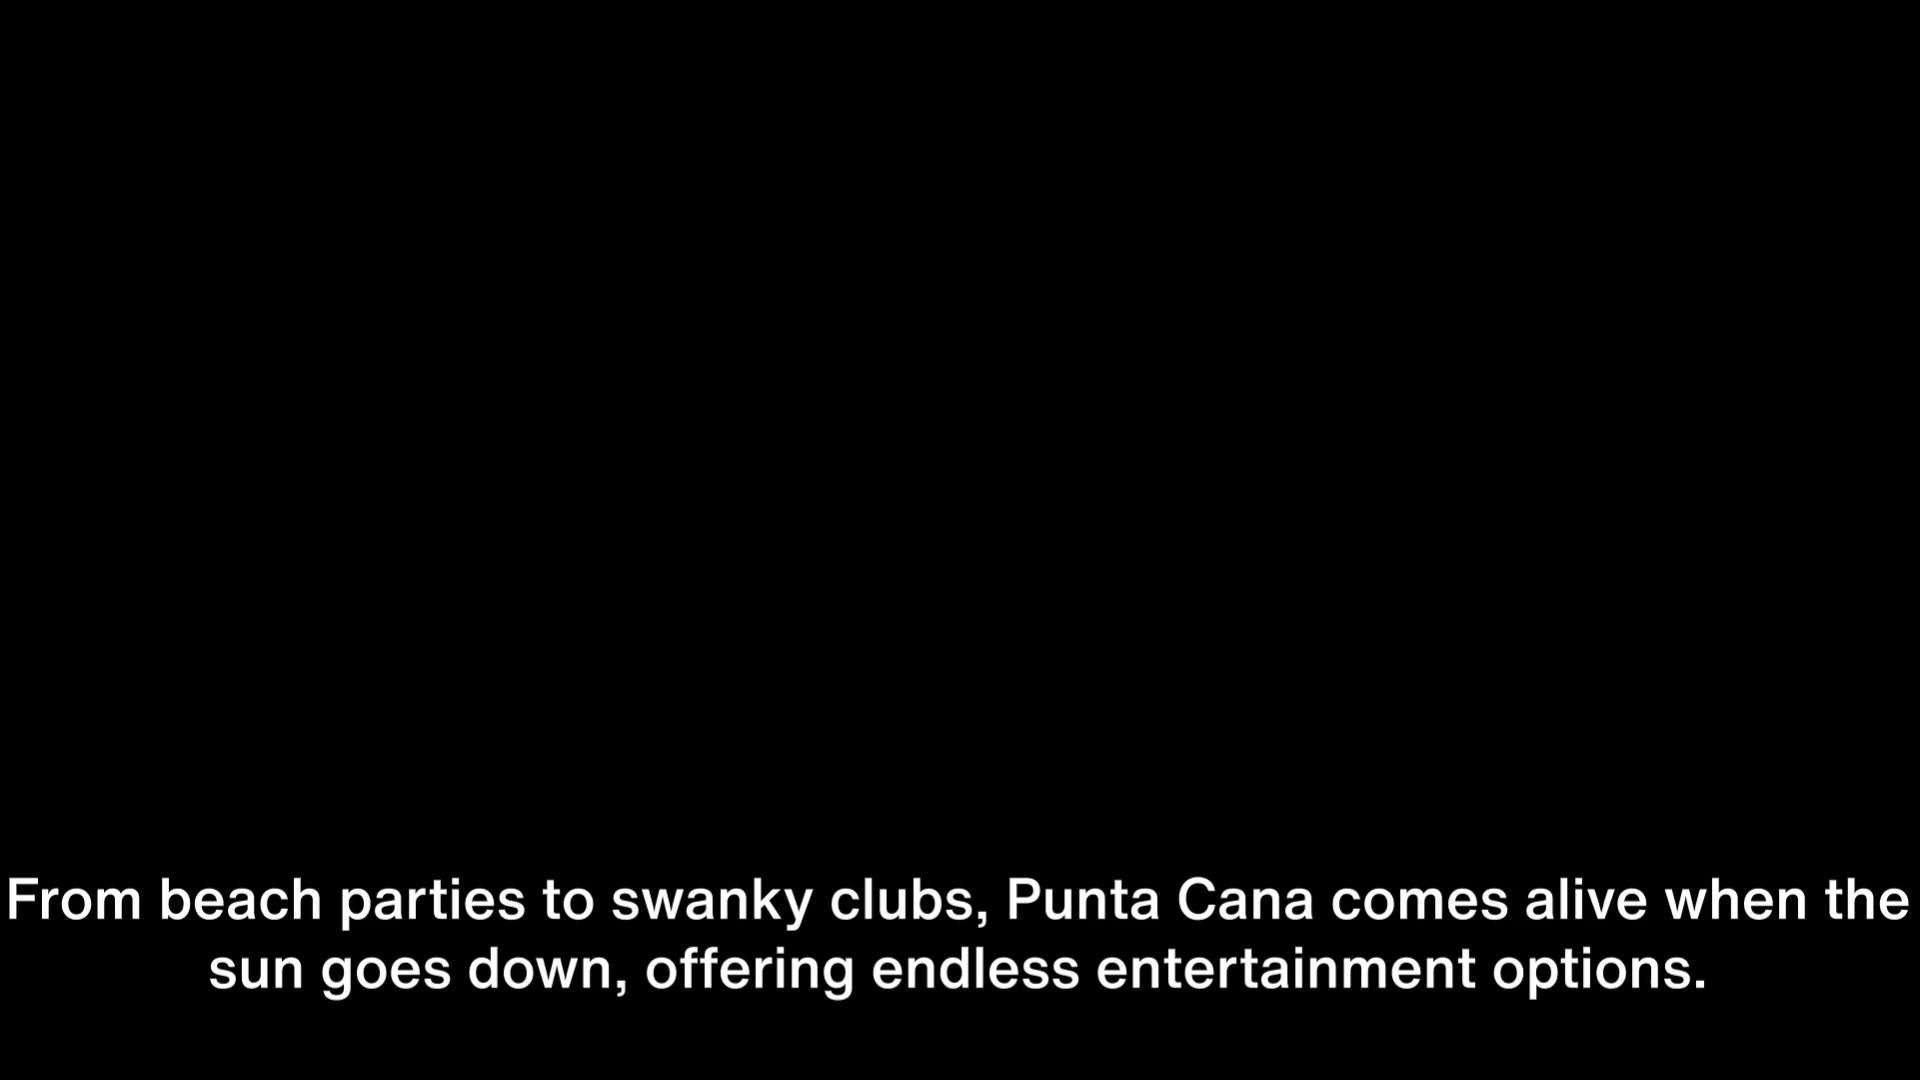 From beach parties to swanky clubs, Punta Cana comes alive when the
sun goes down, offering endless entertainment options.